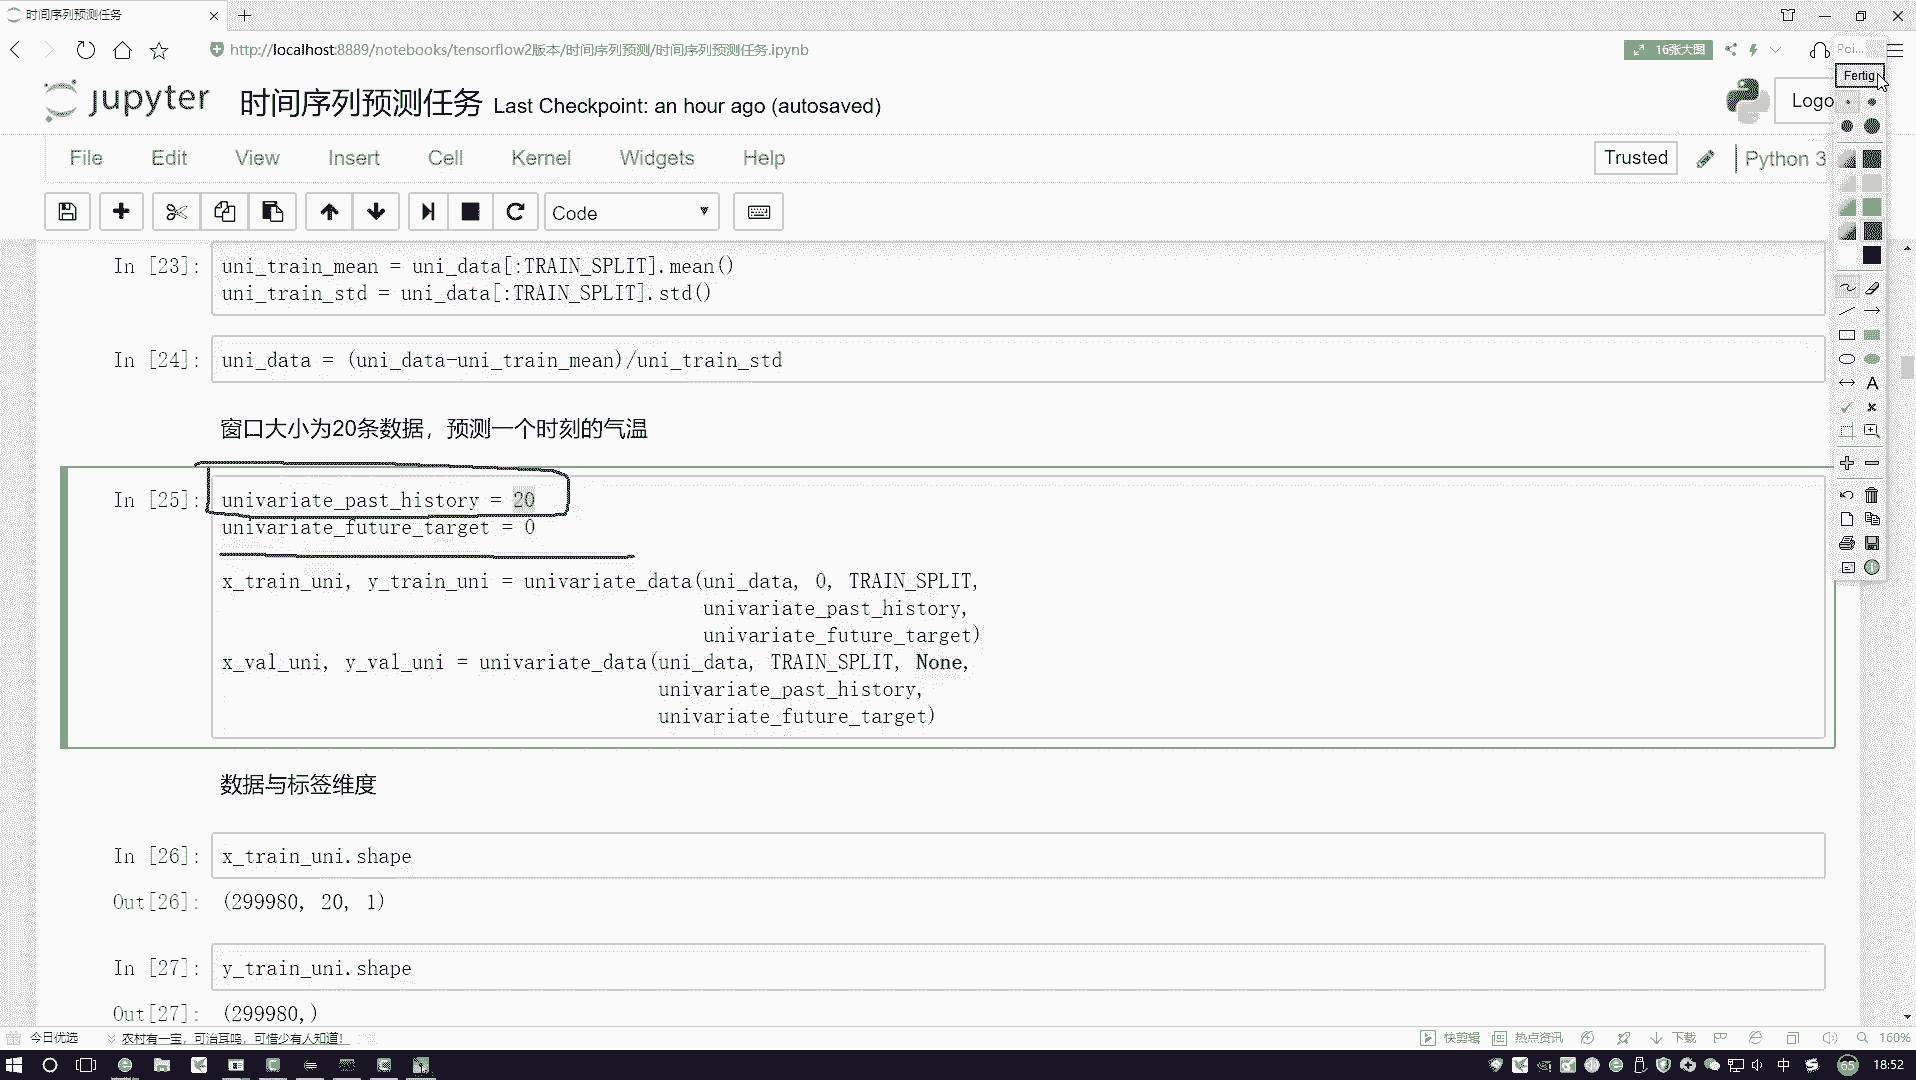 时间序列预测任务
http://localhost:8889/notebooks/tensorflow2版本/时间序列预测/时间序列预测任务.ipynb
16张大图
Poi...
Fertig
jupyter 时间序列预测任务 Last Checkpoint: an hour ago (autosaved)
Logo
File Edit View Insert Cell Kernel Widgets Help
Trusted Python 3
Code
In [23]: uni_train_mean = uni_data[:TRAIN_SPLIT].mean()
uni_train_std = uni_data[:TRAIN_SPLIT].std()
In [24]: uni_data = (uni_data-uni_train_mean)/uni_train_std
窗口大小为20条数据，预测一个时刻的气温
In [25]: univariate_past_history = 20
univariate_future_target = 0
x_train_uni, y_train_uni = univariate_data(uni_data, 0, TRAIN_SPLIT,
univariate_past_history,
univariate_future_target)
x_val_uni, y_val_uni = univariate_data(uni_data, TRAIN_SPLIT, None,
univariate_past_history,
univariate_future_target)
数据与标签维度
In [26]: x_train_uni.shape
Out[26]: (299980, 20, 1)
In [27]: y_train_uni.shape
Out[27]: (299980,)
今日优选 农村有一宝，可治耳鸣，可惜少有人知道！ 快剪辑 热点资讯 下载 160%
中 65 18:52